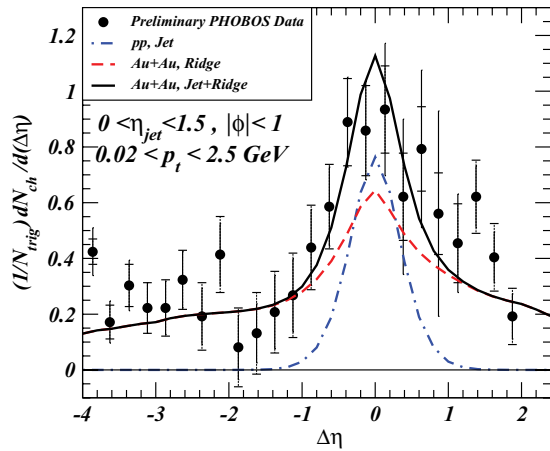 Preliminary PHOBOS Data
pp, Jet
Au+Au, Ridge
Au+Au, Jet+Ridge
0 <η_jet<1.5 , |ϕ|< 1
0.02 < p_t < 2.5 GeV
(1/N_trig) dN_ch/d(Δη)
1.2
1
0.8
0.6
0.4
0.2
0
-4 -3 -2 -1 0 1 2
Δη